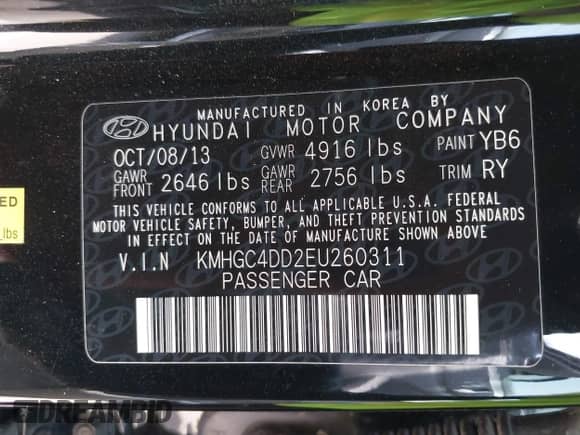 MANUFACTURED IN KOREA BY
HYUNDAI MOTOR COMPANY
OCT/08/13 GVWR 4916 lbs PAINT YB6
GAWR FRONT 2646 lbs GAWR REAR 2756 lbs TRIM RY
THIS VEHICLE CONFORMS TO ALL APPLICABLE U.S.A. FEDERAL
MOTOR VEHICLE SAFETY, BUMPER, AND THEFT PREVENTION STANDARDS
IN EFFECT ON THE DATE OF MANUFACTURE SHOWN ABOVE.
V.I.N KMHGC4DD2EU260311
PASSENGER CAR
ED
lbs
DREAMBID